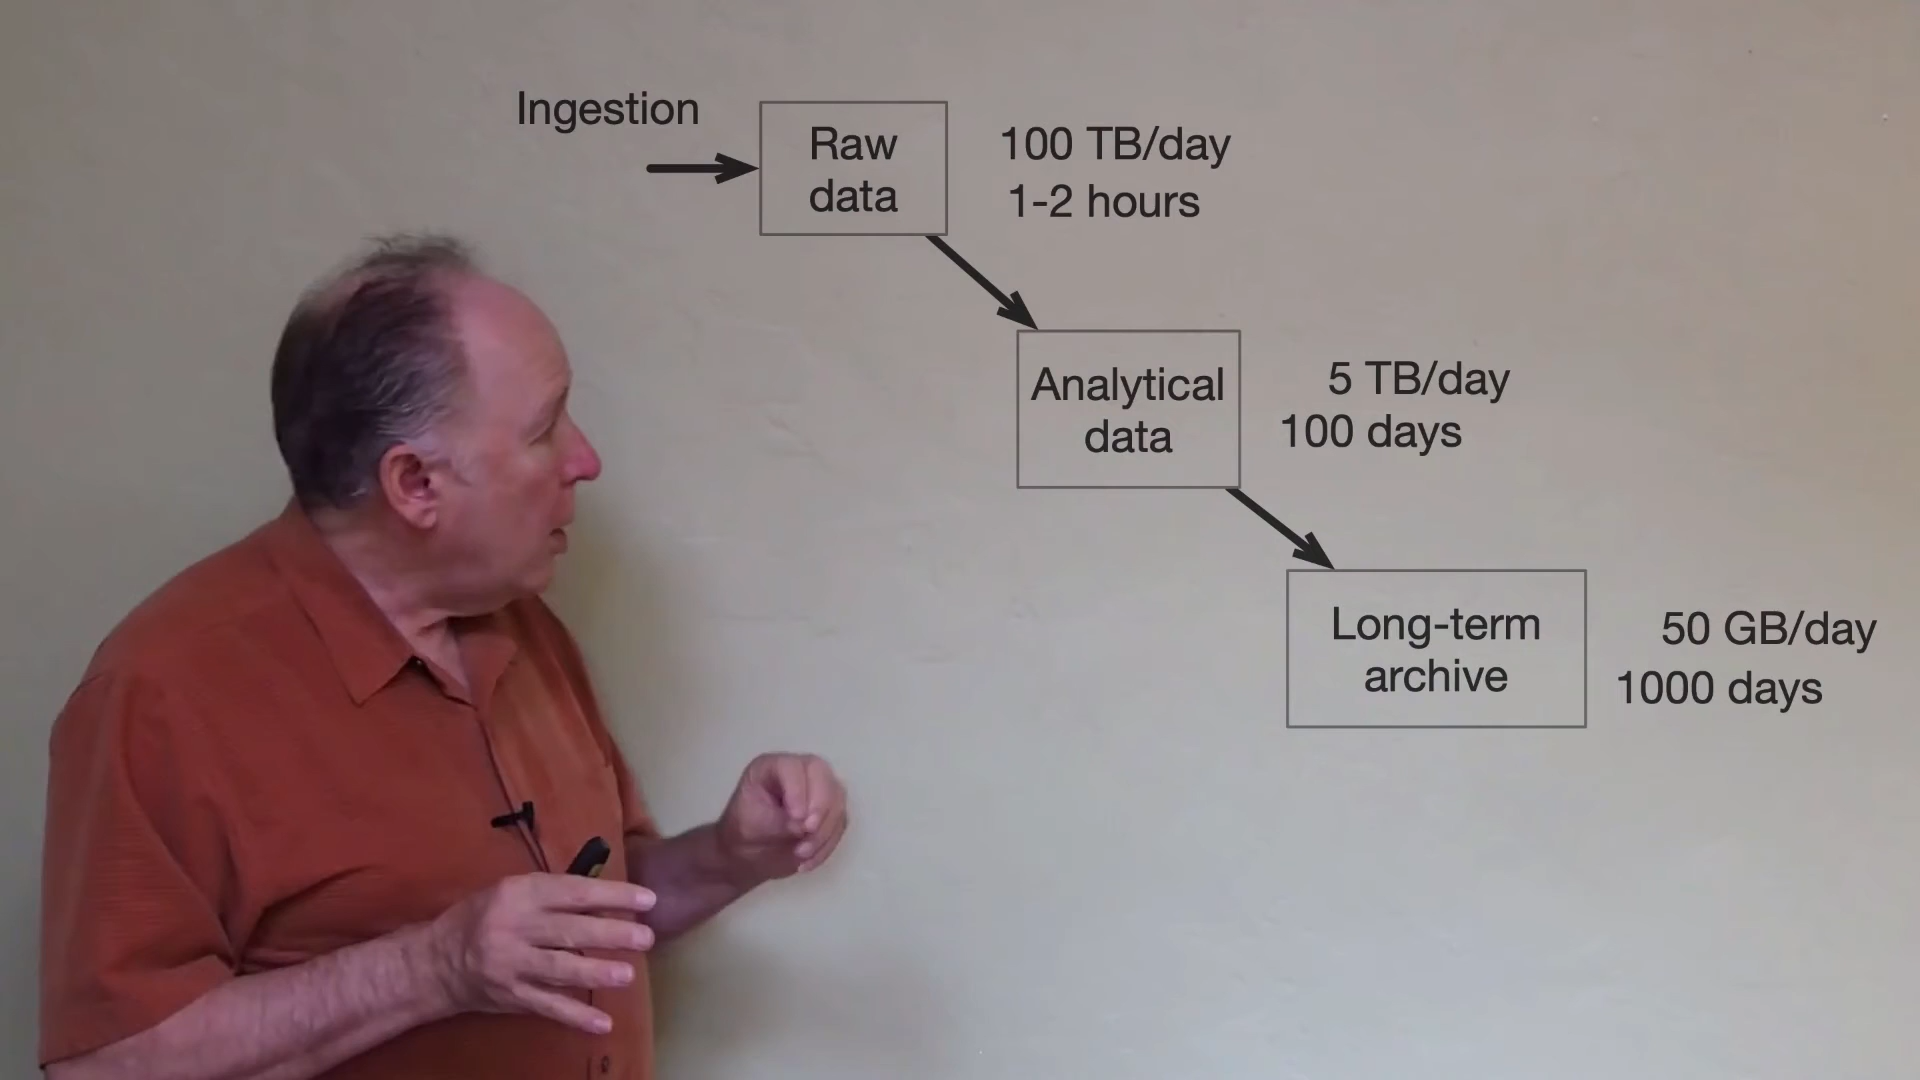 Ingestion
Raw
data
100 TB/day
1-2 hours
Analytical
data
5 TB/day
100 days
Long-term
archive
50 GB/day
1000 days